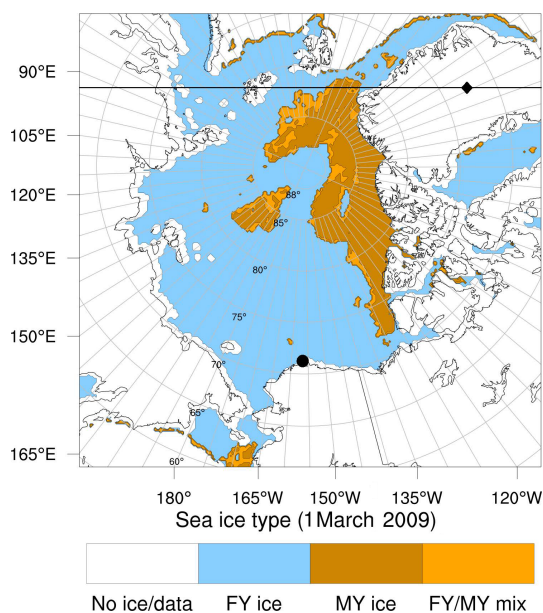 90°E
105°E
120°E
135°E
150°E
165°E
88°
85°
80°
75°
70°
65°
60°
180° 165°W 150°W 135°W 120°W
Sea ice type (1 March 2009)
No ice/data FY ice MY ice FY/MY mix